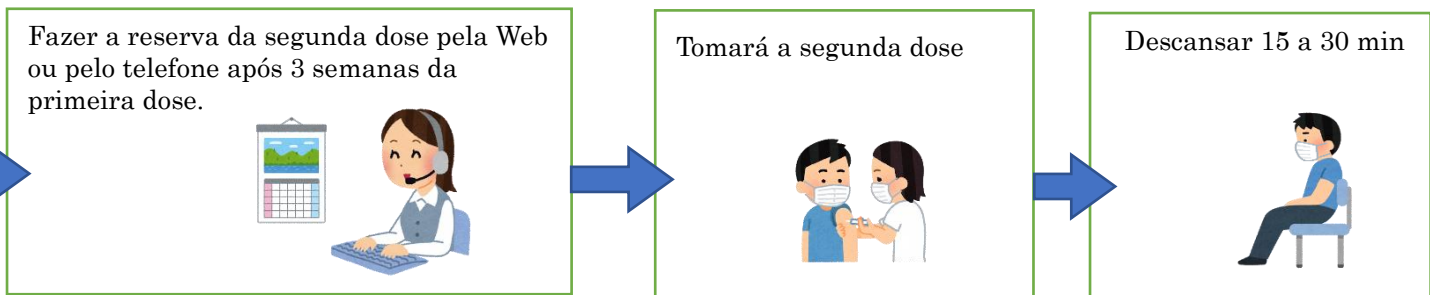 Fazer a reserva da segunda dose pela Web
ou pelo telefone após 3 semanas da
primeira dose.
Tomará a segunda dose
Descansar 15 a 30 min